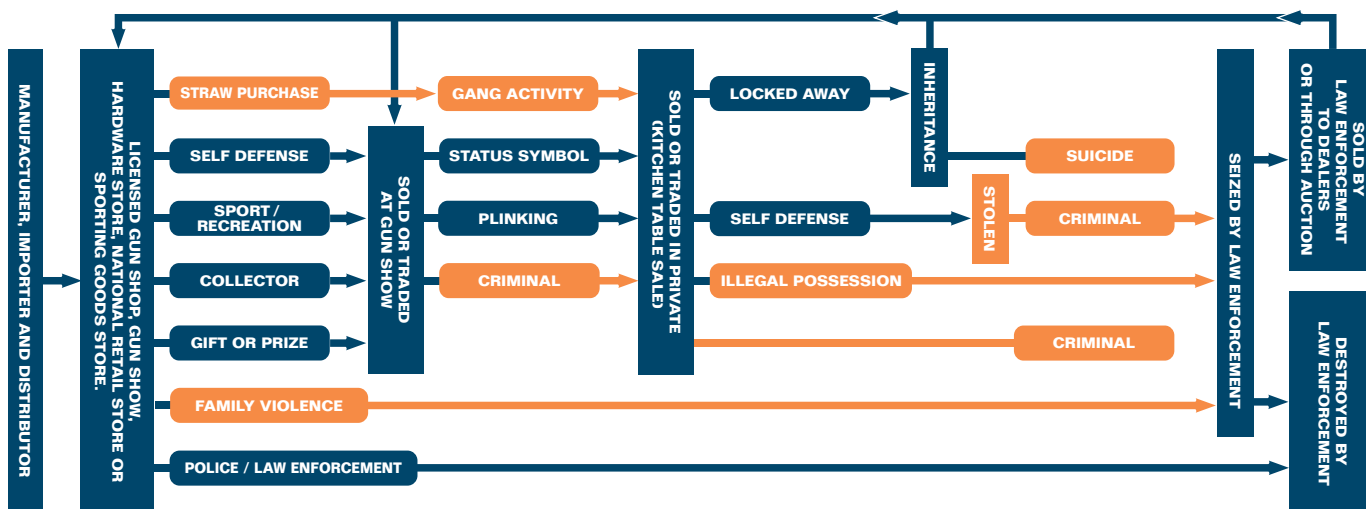 MANUFACTURER, IMPORTER AND DISTRIBUTOR
LICENSED GUN SHOP, GUN SHOW,
HARDWARE STORE, NATIONAL RETAIL STORE OR
SPORTING GOODS STORE.
STRAW PURCHASE
SELF DEFENSE
SPORT /
RECREATION
COLLECTOR
GIFT OR PRIZE
FAMILY VIOLENCE
POLICE / LAW ENFORCEMENT
SOLD OR TRADED
AT GUN SHOW
GANG ACTIVITY
STATUS SYMBOL
PLINKING
CRIMINAL
SOLD OR TRADED IN PRIVATE
(KITCHEN TABLE SALE)
LOCKED AWAY
SELF DEFENSE
ILLEGAL POSSESSION
INHERITANCE
STOLEN
SUICIDE
CRIMINAL
CRIMINAL
SEIZED BY LAW ENFORCEMENT
SOLD BY
LAW ENFORCEMENT
TO DEALERS
OR THROUGH AUCTION
DESTROYED BY
LAW ENFORCEMENT